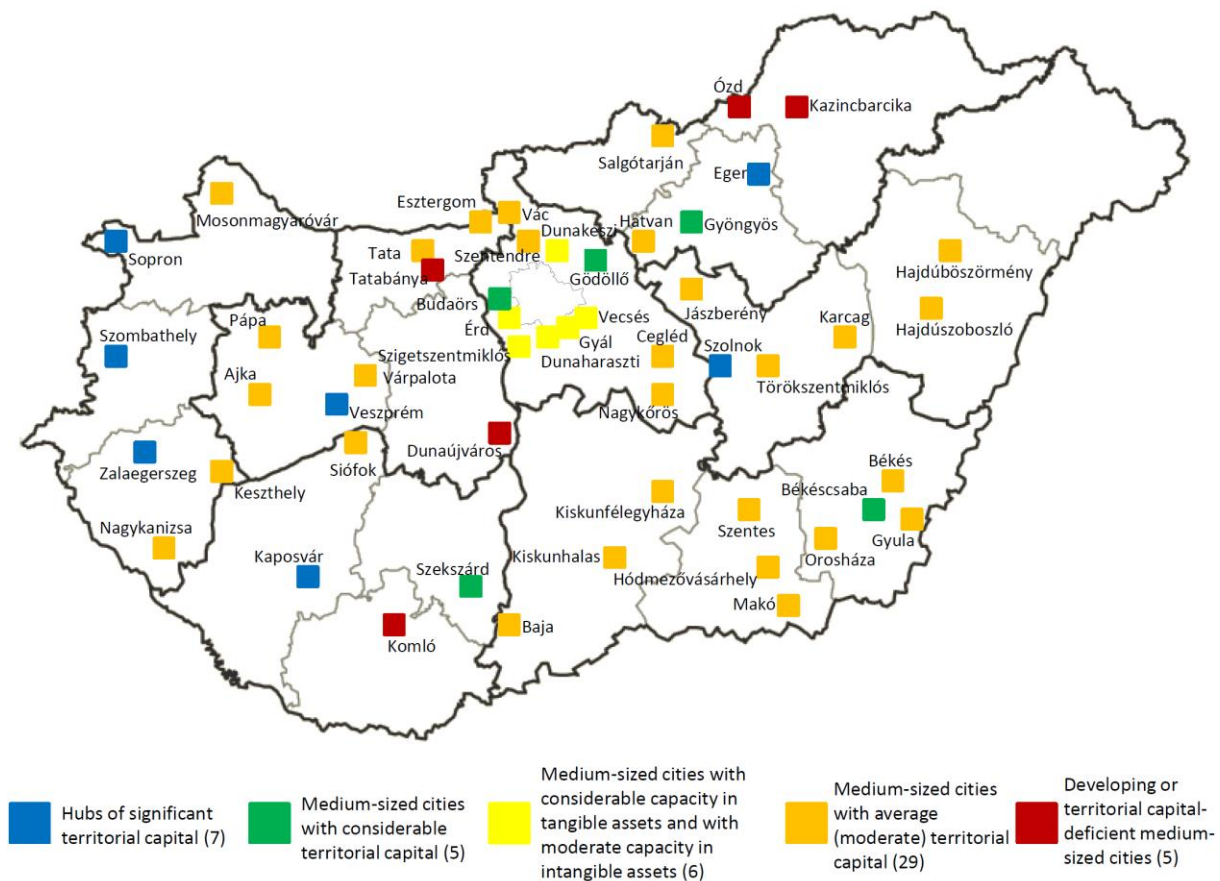 Ózd
Kazincbarcika
Salgótarján
Eger
Mosonmagyaróvár
Esztergom
Vác
Dunakeszi
Hatvan
Gyöngyös
Sopron
Tata
Szentendre
Gödöllő
Hajdúböszörmény
Tatabánya
Budaörs
Jászberény
Hajdúszoboszló
Szombathely
Pápa
Érd
Vecsés
Karcag
Gyál
Cegléd
Szolnok
Szigetszentmiklós
Dunaharaszti
Ajka
Várpalota
Törökszentmiklós
Veszprém
Nagykőrös
Zalaegerszeg
Siófok
Dunaújváros
Keszthely
Békés
Kiskunfélegyháza
Békéscsaba
Nagykanizsa
Szentes
Gyula
Kaposvár
Szekszárd
Kiskunhalas
Orosháza
Hódmezővásárhely
Makó
Komló
Baja
Hubs of significant
territorial capital (7)
Medium-sized cities
with considerable
territorial capital (5)
Medium-sized cities with
considerable capacity in
tangible assets and with
moderate capacity in
intangible assets (6)
Medium-sized cities
with average
(moderate) territorial
capital (29)
Developing or
territorial capital-
deficient medium-
sized cities (5)